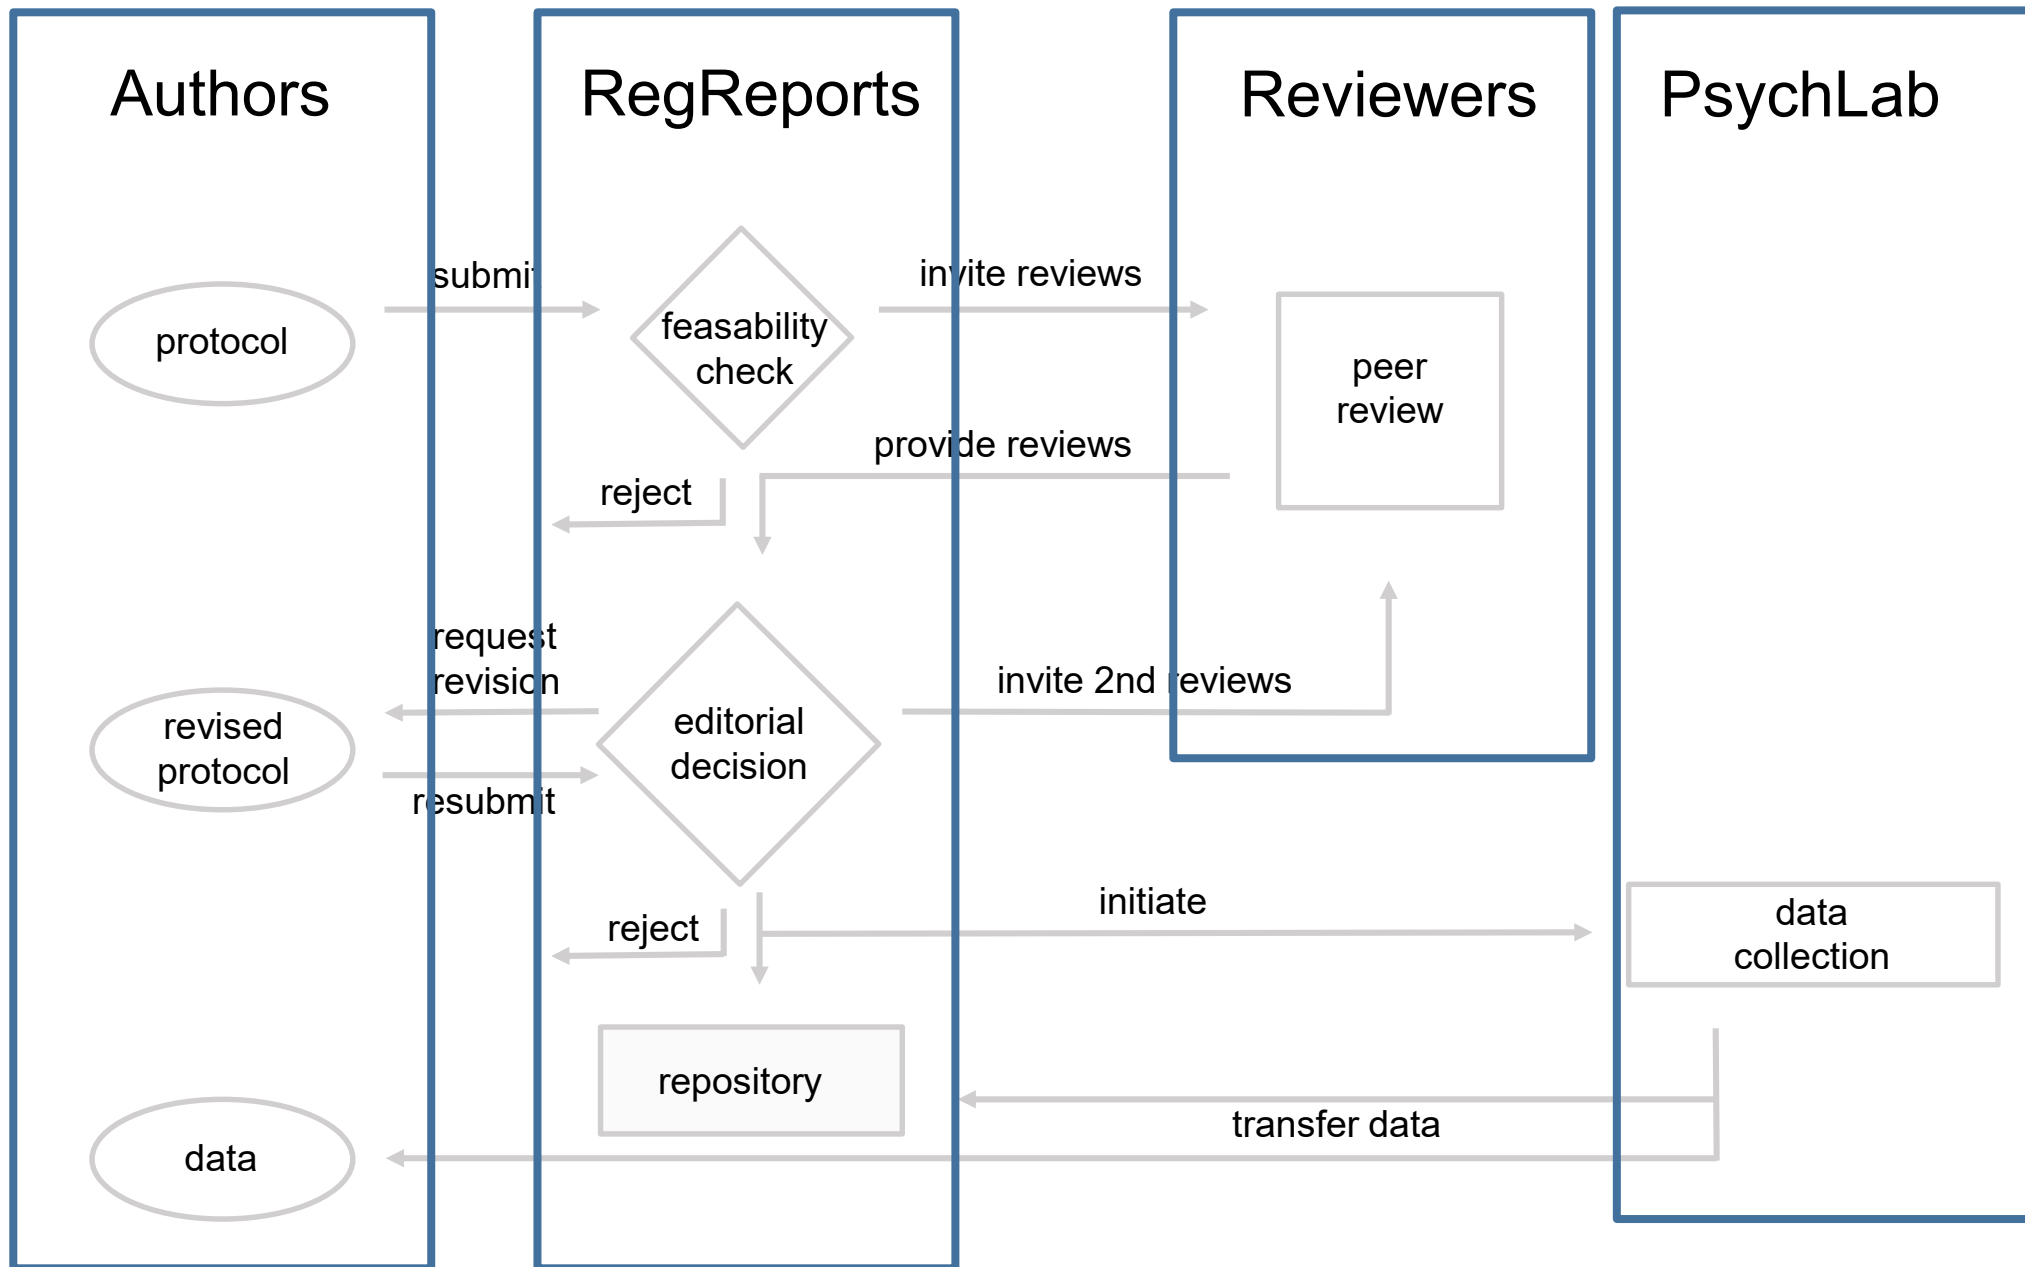 Authors
RegReports
Reviewers
PsychLab
submit
invite reviews
protocol
feasability
check
peer
review
provide reviews
reject
request
revision
invite 2nd reviews
revised
protocol
editorial
decision
resubmit
initiate
reject
data
collection
repository
transfer data
data